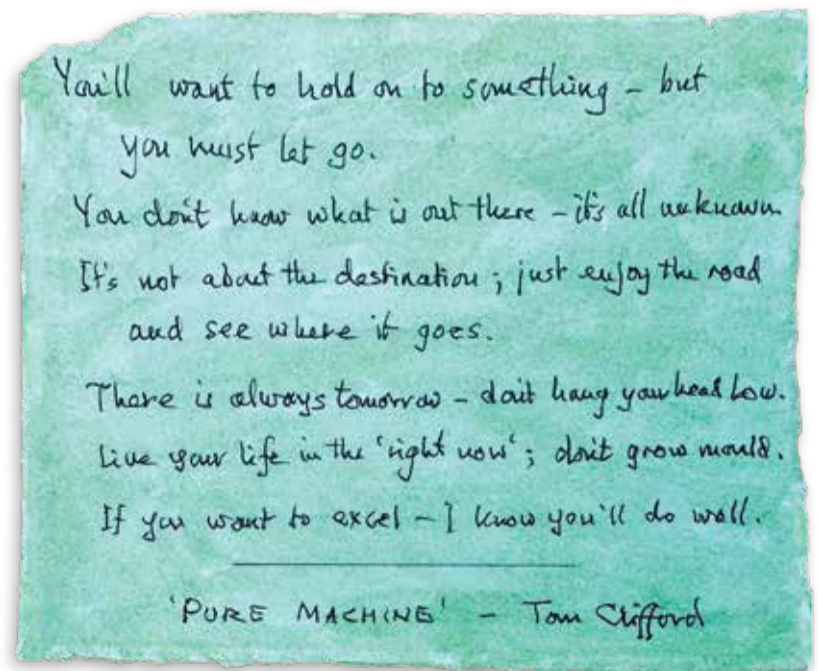 You'll want to hold on to something – but
you must let go.
You don't know what is out there – it's all unknown.
It's not about the destination ; just enjoy the road
and see where it goes.
There is always tomorrow – don't hang your head low.
Live your life in the 'right now' ; don't grow mould.
If you want to excel – I know you'll do well.
'PURE MACHINE' – Tom Clifford